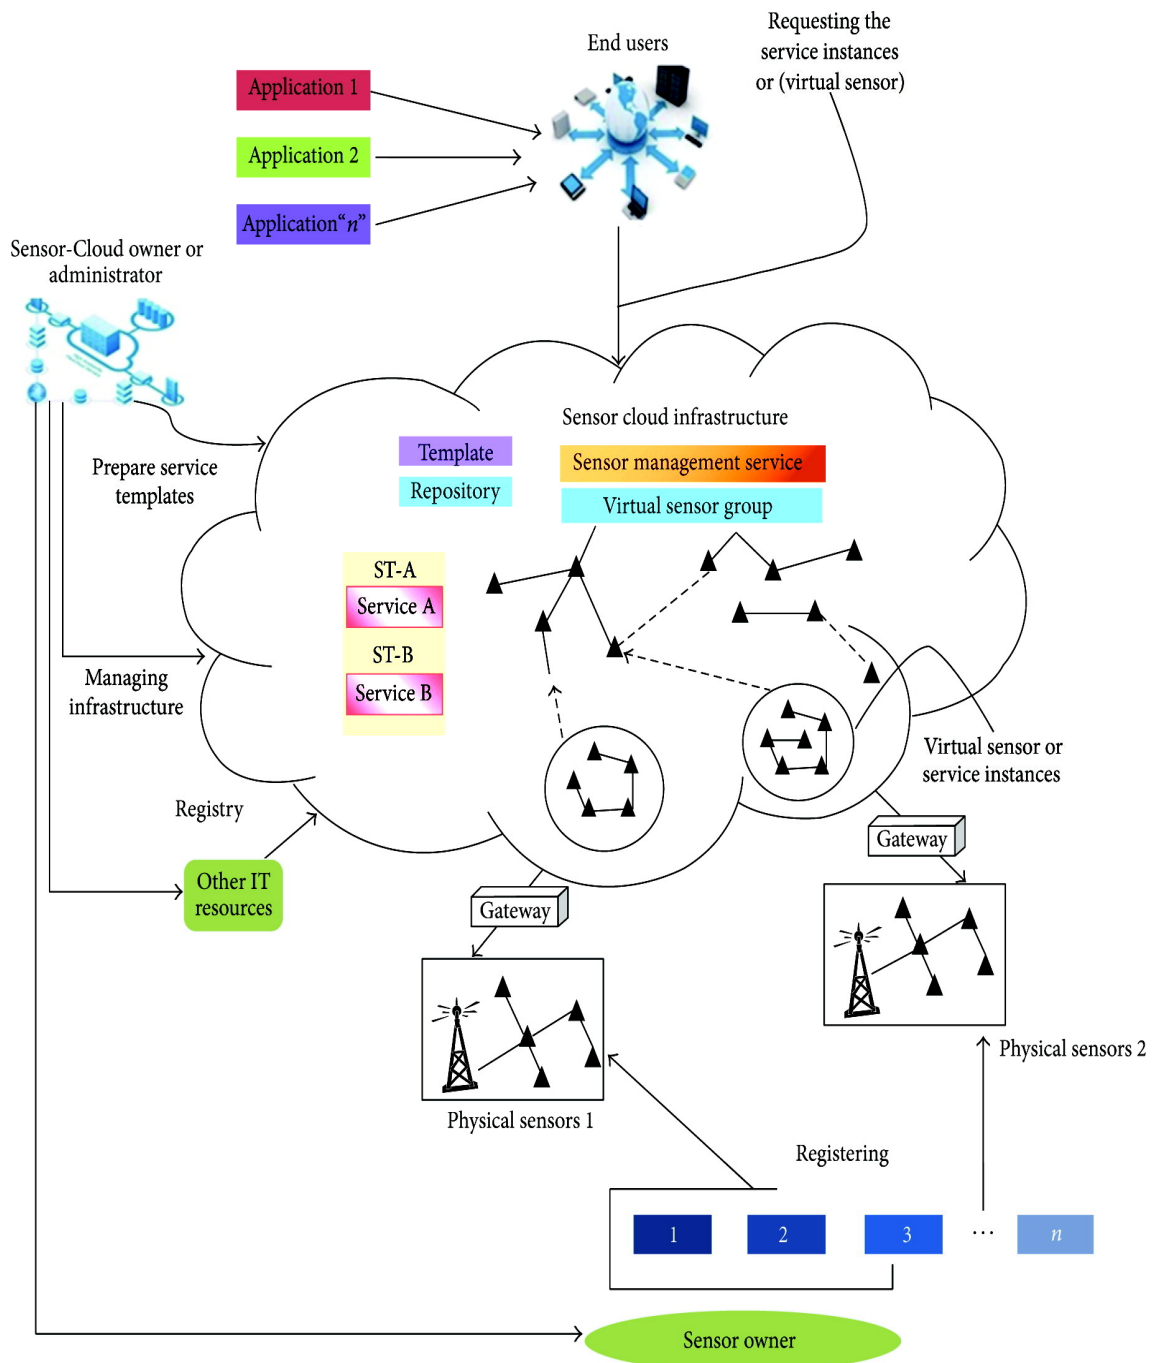 Requesting the
service instances
or (virtual sensor)
End users
Application 1
Application 2
Application“n”
Sensor-Cloud owner or
administrator
Prepare service
templates
Sensor cloud infrastructure
Template
Repository
Sensor management service
Virtual sensor group
ST-A
Service A
ST-B
Service B
Managing
infrastructure
Virtual sensor or
service instances
Registry
Other IT
resources
Gateway
Gateway
Physical sensors 1
Physical sensors 2
Registering
1
2
3
...
n
Sensor owner